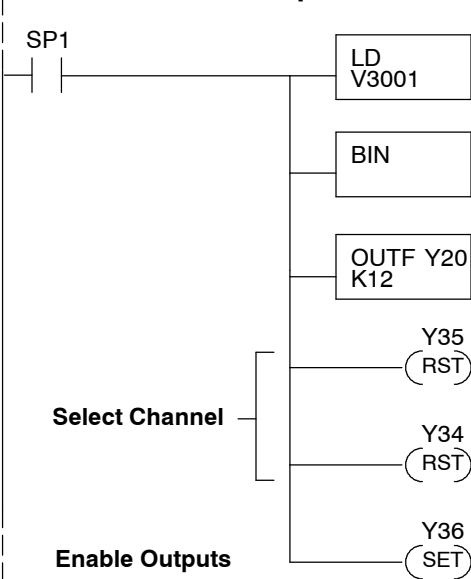 SP1
LD
V3001
BIN
OUTF Y20
K12
Y35
RST
Select Channel
Y34
RST
Y36
Enable Outputs
SET